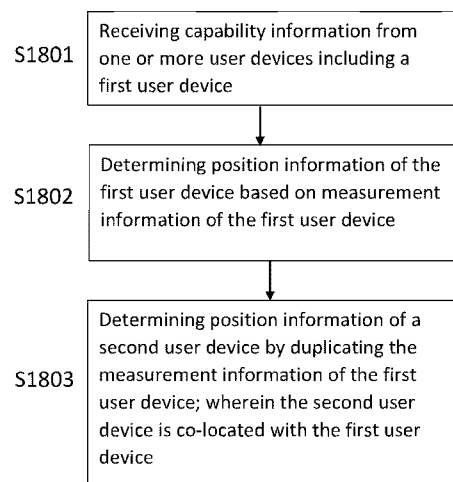 S1801
Receiving capability information from
one or more user devices including a
first user device
S1802
Determining position information of the
first user device based on measurement
information of the first user device
S1803
Determining position information of a
second user device by duplicating the
measurement information of the first
user device; wherein the second user
device is co-located with the first user
device